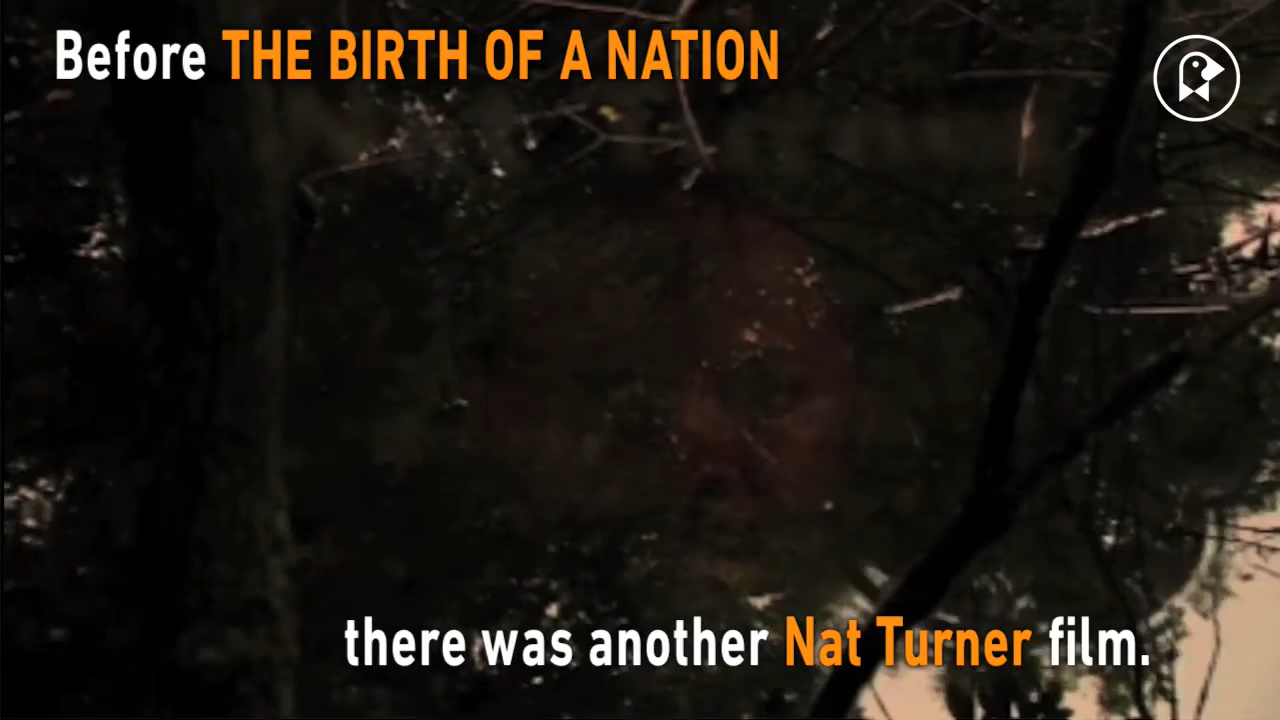 Before THE BIRTH OF A NATION
there was another Nat Turner film.